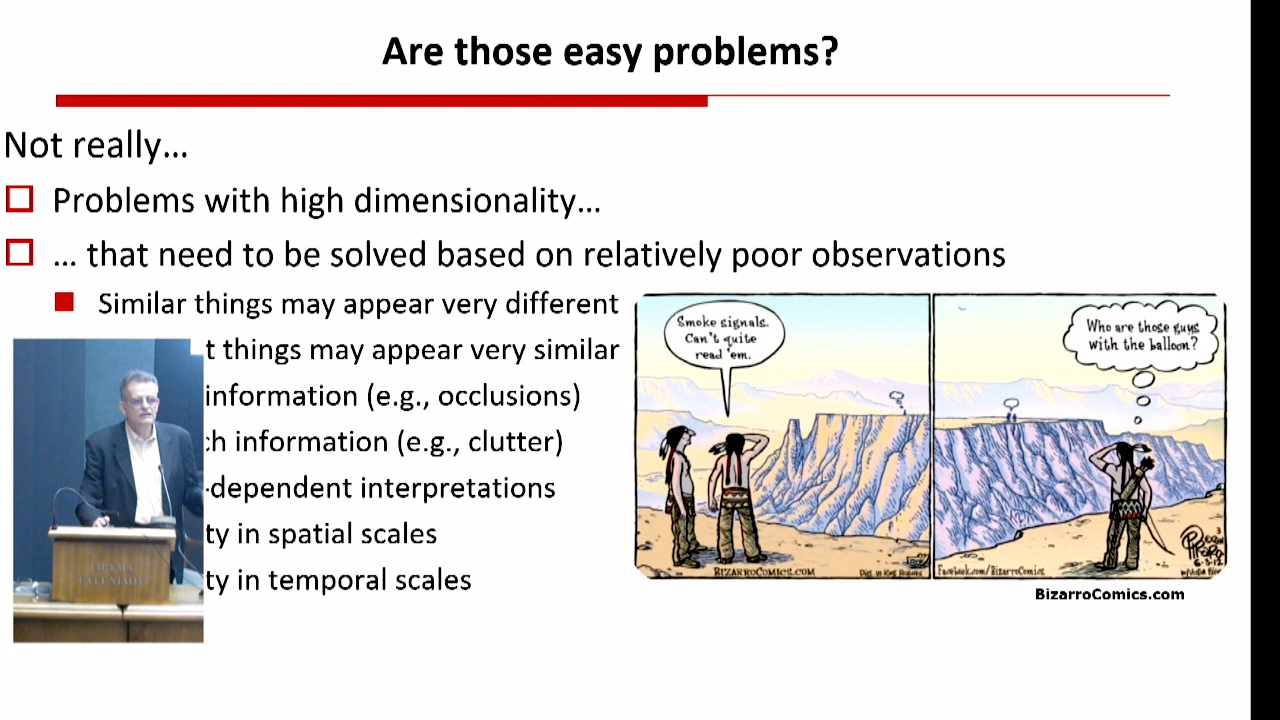 Are those easy problems?
Not really...
Problems with high dimensionality...
... that need to be solved based on relatively poor observations
Similar things may appear very different
t things may appear very similar
information (e.g., occlusions)
ch information (e.g., clutter)
-dependent interpretations
ty in spatial scales
ty in temporal scales
Smoke signals.
Can't quite
read 'em.
Who are those guys
with the balloon?
BIZARROCOMICS.COM
Facebook.com/BizarroComics
BizarroComics.com